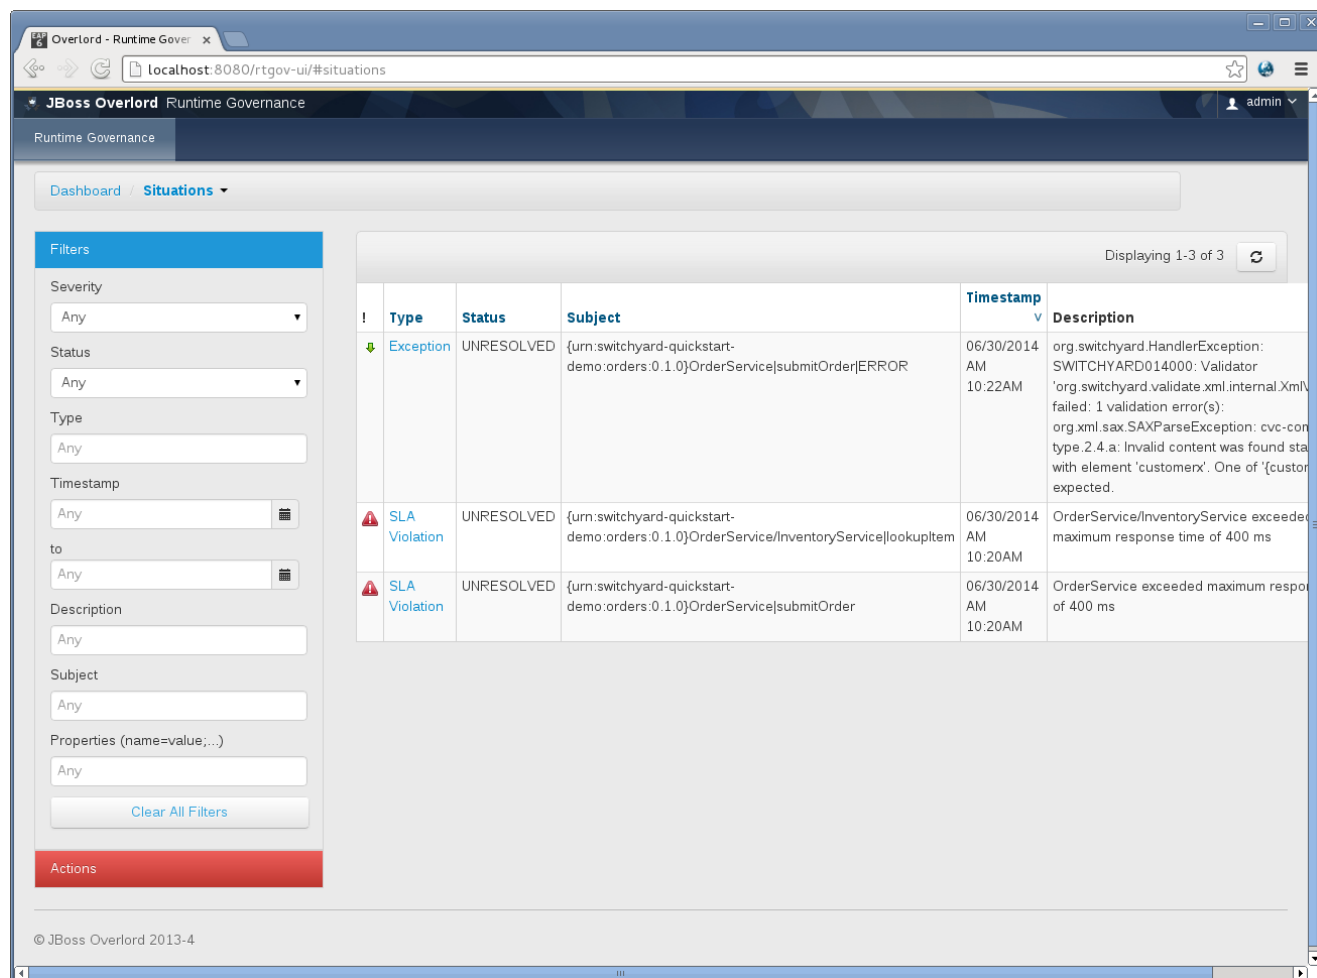 EAP 6 Overlord - Runtime Gover
localhost:8080/rtgov-ui/#situations
JBoss Overlord Runtime Governance
admin
Runtime Governance
Dashboard / Situations
Filters
Displaying 1-3 of 3
Severity
Any
Status
Any
Type
Any
Timestamp
Any
to
Any
Description
Any
Subject
Any
Properties (name=value;...)
Any
Clear All Filters
Actions
! Type Status Subject Timestamp v Description
Exception UNRESOLVED {urn:switchyard-quickstart-
demo:orders:0.1.0}OrderService|submitOrder|ERROR
06/30/2014
AM
10:22AM
org.switchyard.HandlerException:
SWITCHYARD014000: Validator
'org.switchyard.validate.xml.internal.Xml
failed: 1 validation error(s):
org.xml.sax.SAXParseException: cvc-com
type.2.4.a: Invalid content was found sta
with element 'customerx'. One of '{custor
expected.
SLA
Violation
UNRESOLVED
{urn:switchyard-quickstart-
demo:orders:0.1.0}OrderService/InventoryService|lookupItem
06/30/2014
AM
10:20AM
OrderService/InventoryService exceeded
maximum response time of 400 ms
SLA
Violation
UNRESOLVED
{urn:switchyard-quickstart-
demo:orders:0.1.0}OrderService|submitOrder
06/30/2014
AM
10:20AM
OrderService exceeded maximum respo
of 400 ms
© JBoss Overlord 2013-4